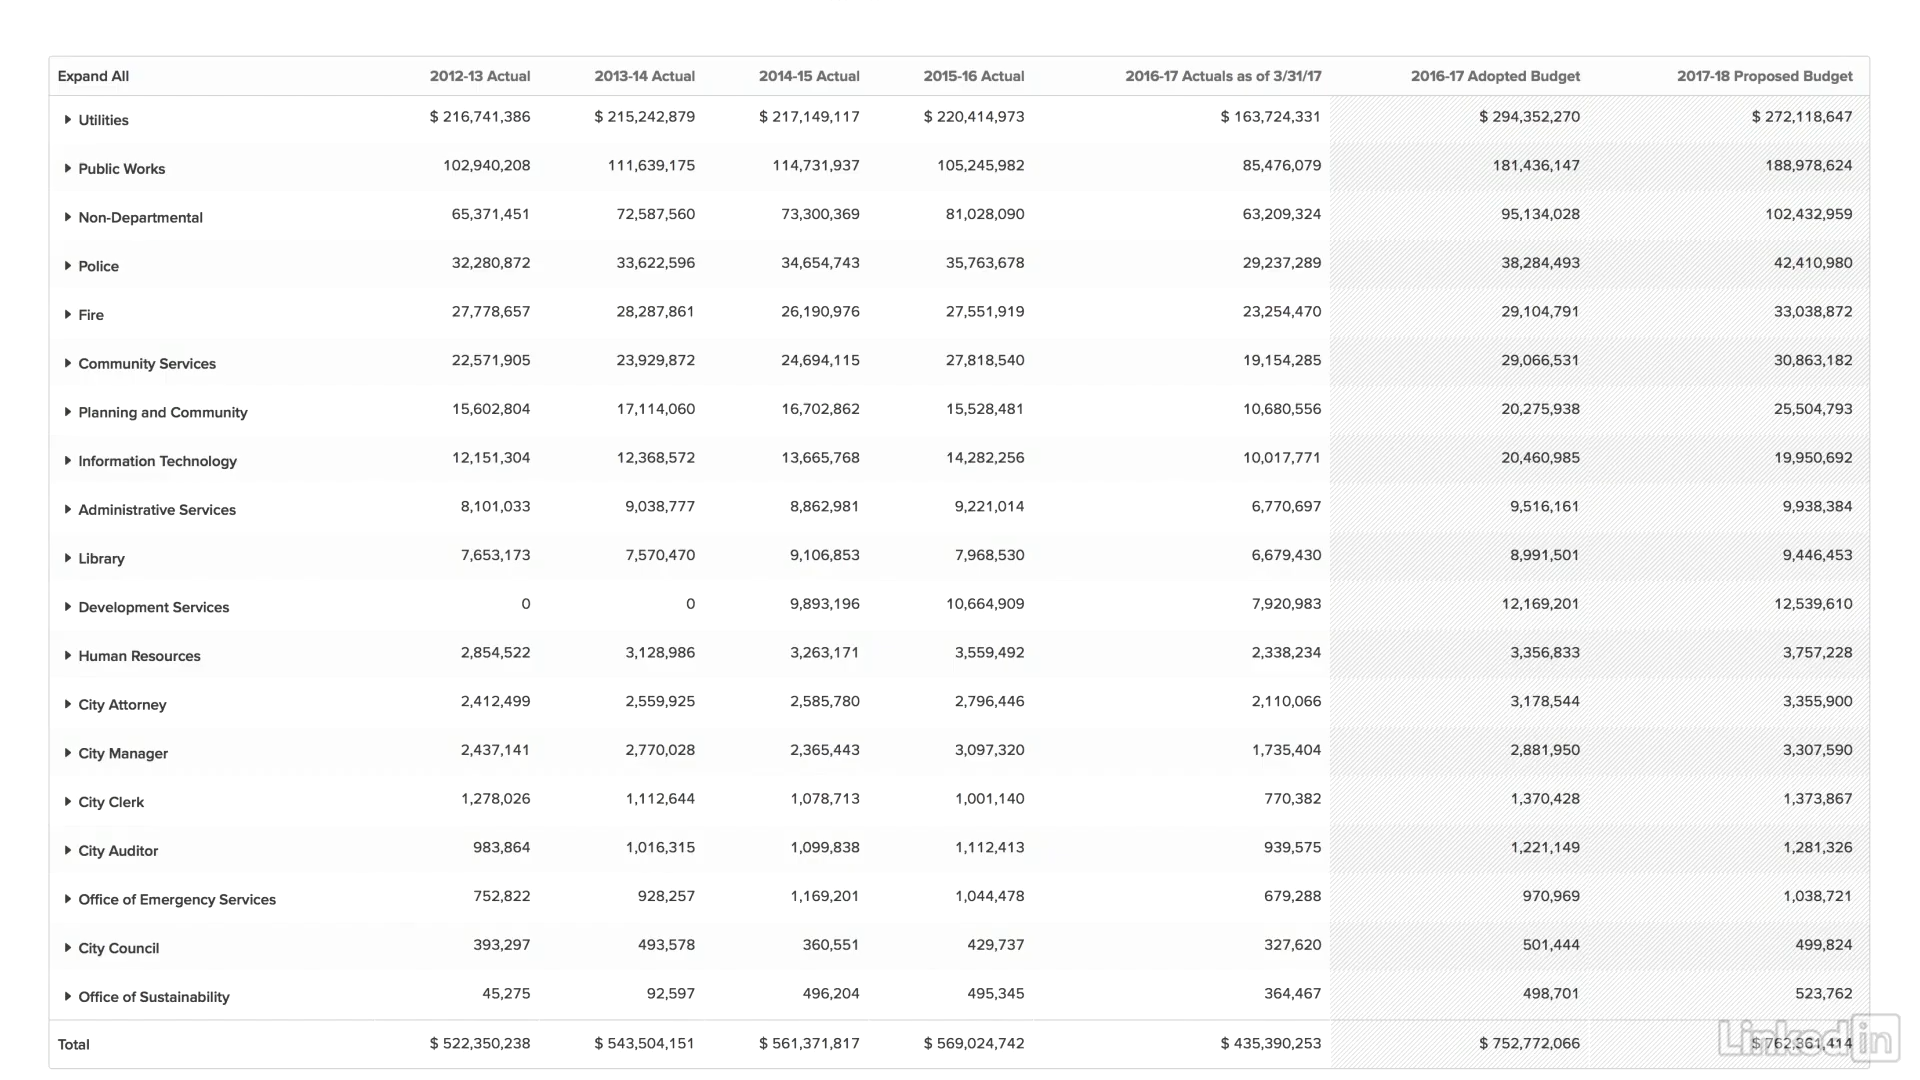 Expand All 2012-13 Actual 2013-14 Actual 2014-15 Actual 2015-16 Actual 2016-17 Actuals as of 3/31/17 2016-17 Adopted Budget 2017-18 Proposed Budget
Utilities $ 216,741,386 $ 215,242,879 $ 217,149,117 $ 220,414,973 $ 163,724,331 $ 294,352,270 $ 272,118,647
Public Works 102,940,208 111,639,175 114,731,937 105,245,982 85,476,079 181,436,147 188,978,624
Non-Departmental 65,371,451 72,587,560 73,300,369 81,028,090 63,209,324 95,134,028 102,432,959
Police 32,280,872 33,622,596 34,654,743 35,763,678 29,237,289 38,284,493 42,410,980
Fire 27,778,657 28,287,861 26,190,976 27,551,919 23,254,470 29,104,791 33,038,872
Community Services 22,571,905 23,929,872 24,694,115 27,818,540 19,154,285 29,066,531 30,863,182
Planning and Community 15,602,804 17,114,060 16,702,862 15,528,481 10,680,556 20,275,938 25,504,793
Information Technology 12,151,304 12,368,572 13,665,768 14,282,256 10,017,771 20,460,985 19,950,692
Administrative Services 8,101,033 9,038,777 8,862,981 9,221,014 6,770,697 9,516,161 9,938,384
Library 7,653,173 7,570,470 9,106,853 7,968,530 6,679,430 8,991,501 9,446,453
Development Services 0 0 9,893,196 10,664,909 7,920,983 12,169,201 12,539,610
Human Resources 2,854,522 3,128,986 3,263,171 3,559,492 2,338,234 3,356,833 3,757,228
City Attorney 2,412,499 2,559,925 2,585,780 2,796,446 2,110,066 3,178,544 3,355,900
City Manager 2,437,141 2,770,028 2,365,443 3,097,320 1,735,404 2,881,950 3,307,590
City Clerk 1,278,026 1,112,644 1,078,713 1,001,140 770,382 1,370,428 1,373,867
City Auditor 983,864 1,016,315 1,099,838 1,112,413 939,575 1,221,149 1,281,326
Office of Emergency Services 752,822 928,257 1,169,201 1,044,478 679,288 970,969 1,038,721
City Council 393,297 493,578 360,551 429,737 327,620 501,444 499,824
Office of Sustainability 45,275 92,597 496,204 495,345 364,467 498,701 523,762
Total $ 522,350,238 $ 543,504,151 $ 561,371,817 $ 569,024,742 $ 435,390,253 $ 752,772,066 $ 762,361,414
Linked in